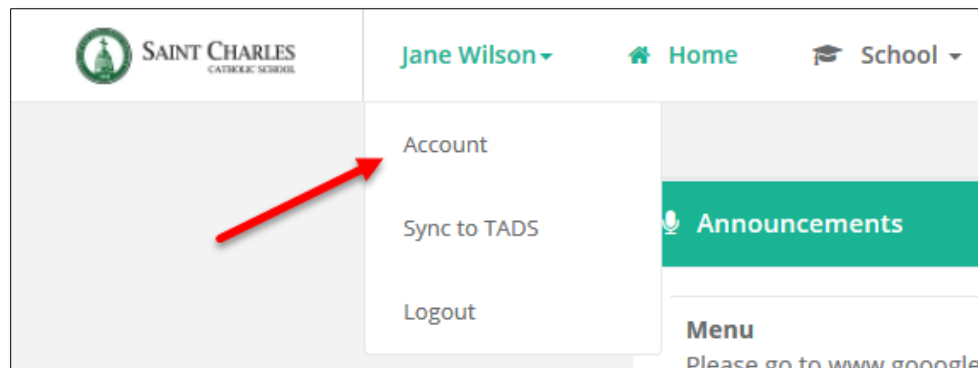 SAINT CHARLES
CATHOLIC SCHOOL
Jane Wilson
Home
School
Account
Sync to TADS
Logout
Announcements
Menu
Please go to www.gooogle